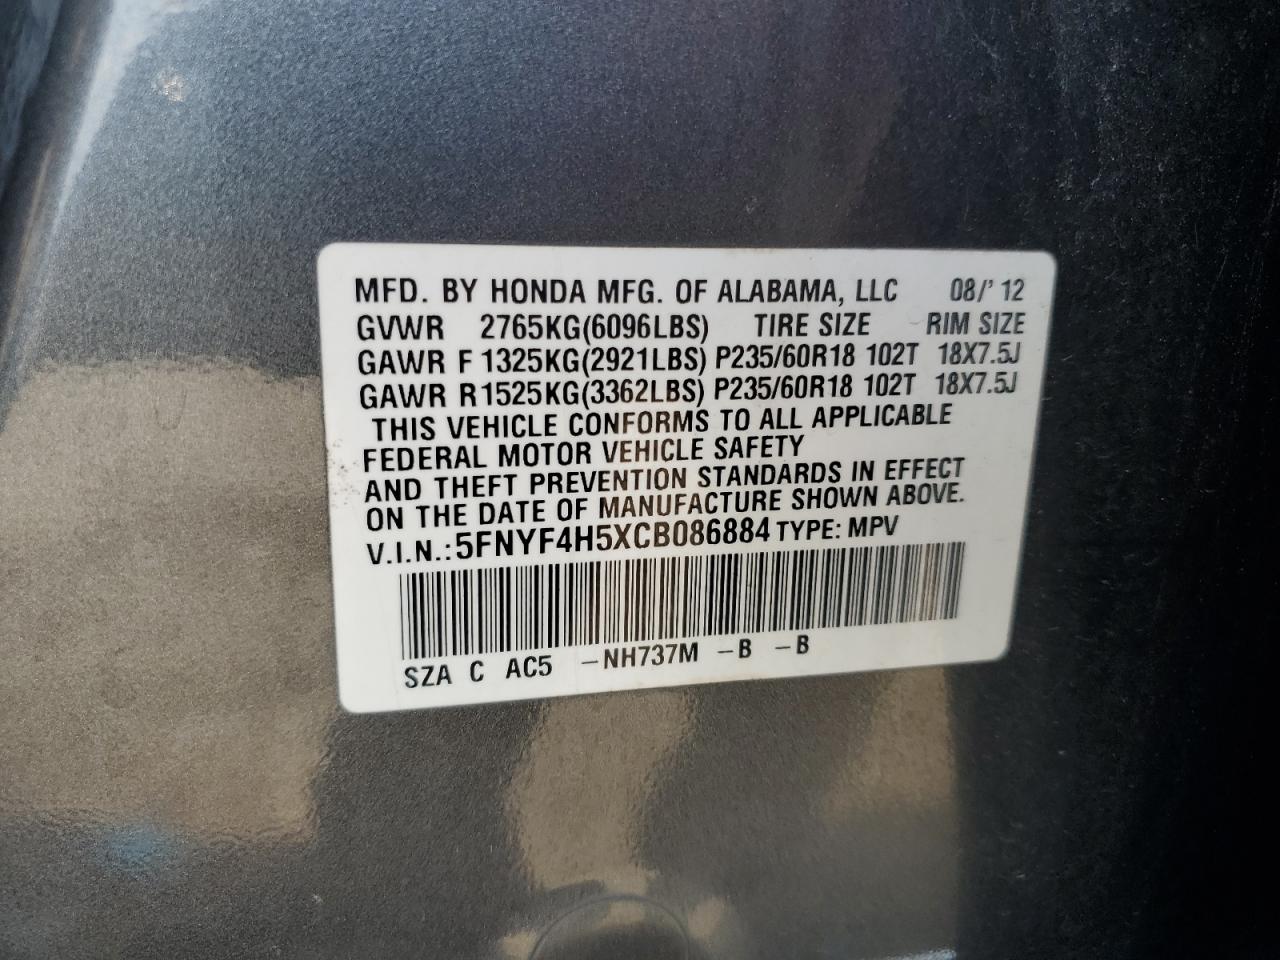 MFD. BY HONDA MFG. OF ALABAMA, LLC 08/'12
GVWR 2765KG(6096LBS) TIRE SIZE RIM SIZE
GAWR F 1325KG(2921LBS) P235/60R18 102T 18X7.5J
GAWR R 1525KG(3362LBS) P235/60R18 102T 18X7.5J
THIS VEHICLE CONFORMS TO ALL APPLICABLE
FEDERAL MOTOR VEHICLE SAFETY
AND THEFT PREVENTION STANDARDS IN EFFECT
ON THE DATE OF MANUFACTURE SHOWN ABOVE.
V.I.N.:5FNYF4H5XCB086884 TYPE: MPV
SZA C AC5 -NH737M -B -B